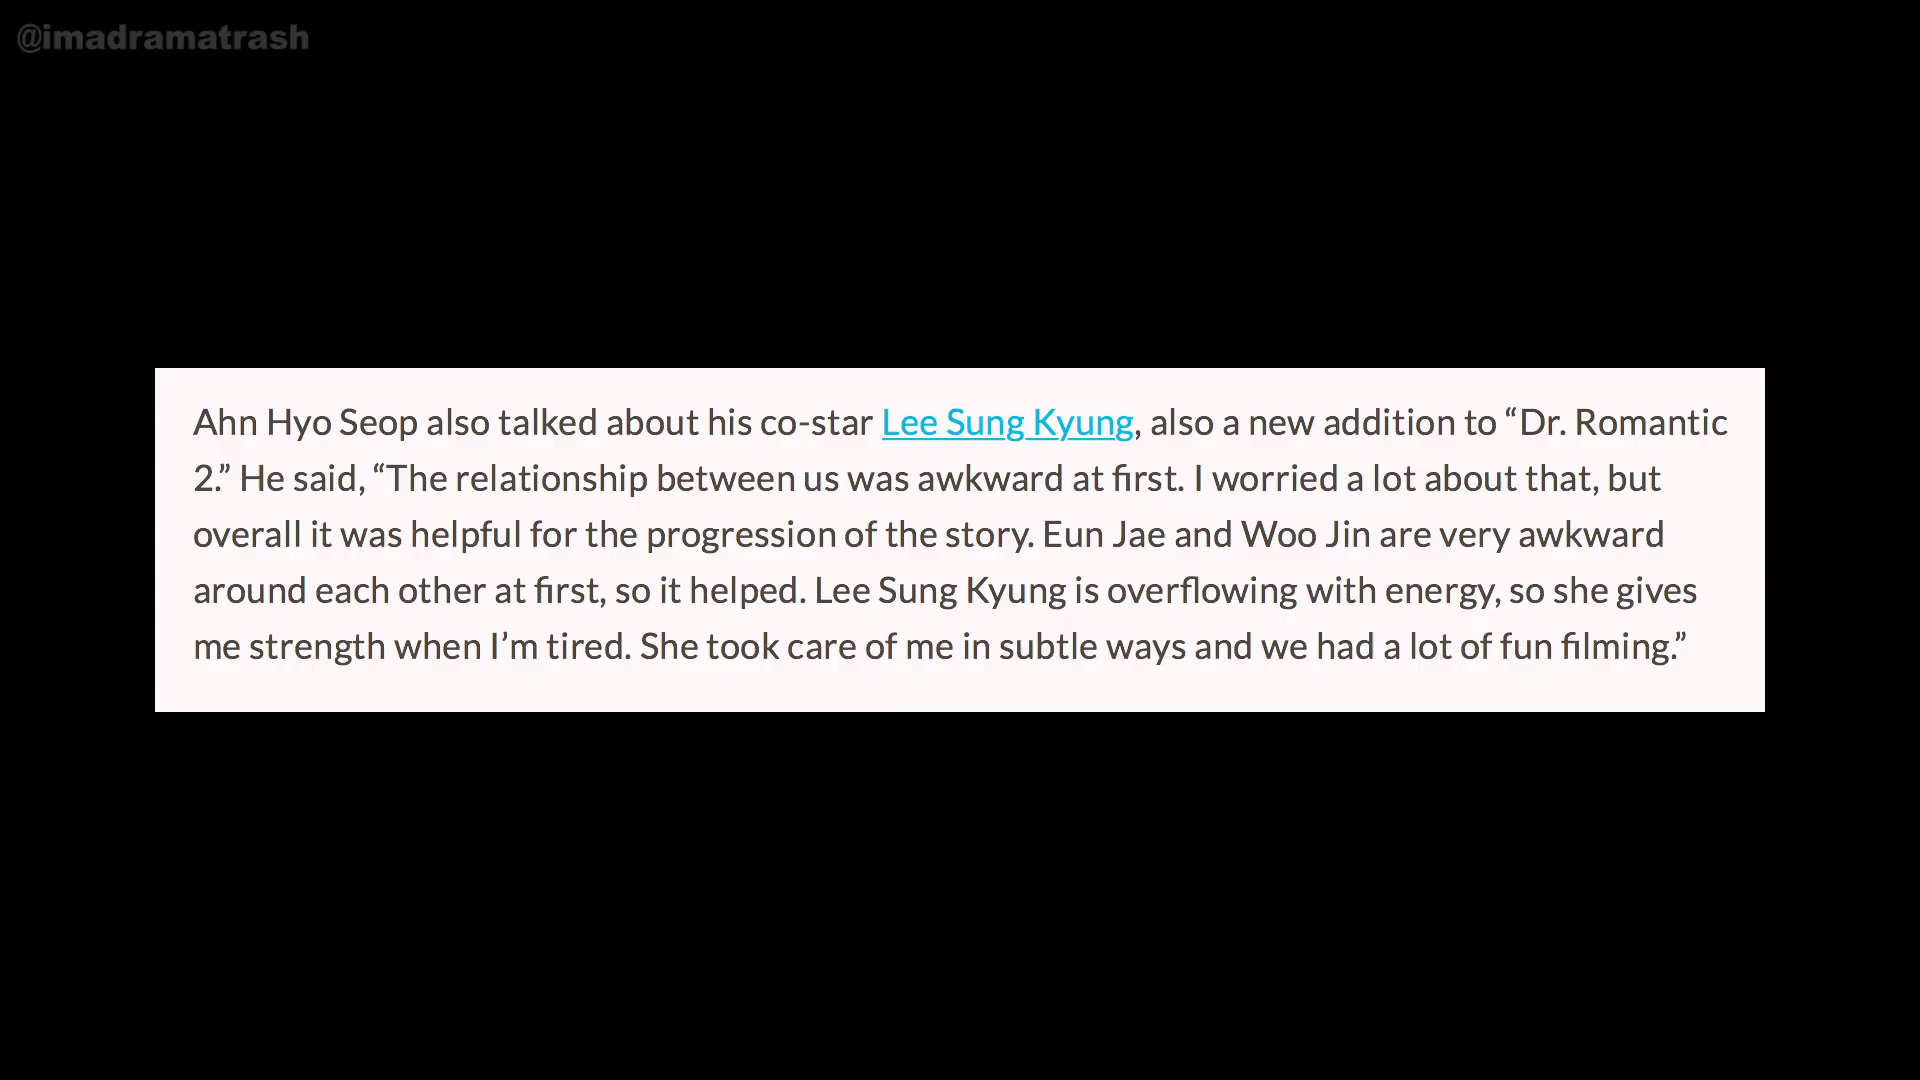 @imadramatrash
Ahn Hyo Seop also talked about his co-star Lee Sung Kyung, also a new addition to “Dr. Romantic
2.” He said, “The relationship between us was awkward at first. I worried a lot about that, but
overall it was helpful for the progression of the story. Eun Jae and Woo Jin are very awkward
around each other at first, so it helped. Lee Sung Kyung is overflowing with energy, so she gives
me strength when I’m tired. She took care of me in subtle ways and we had a lot of fun filming.”